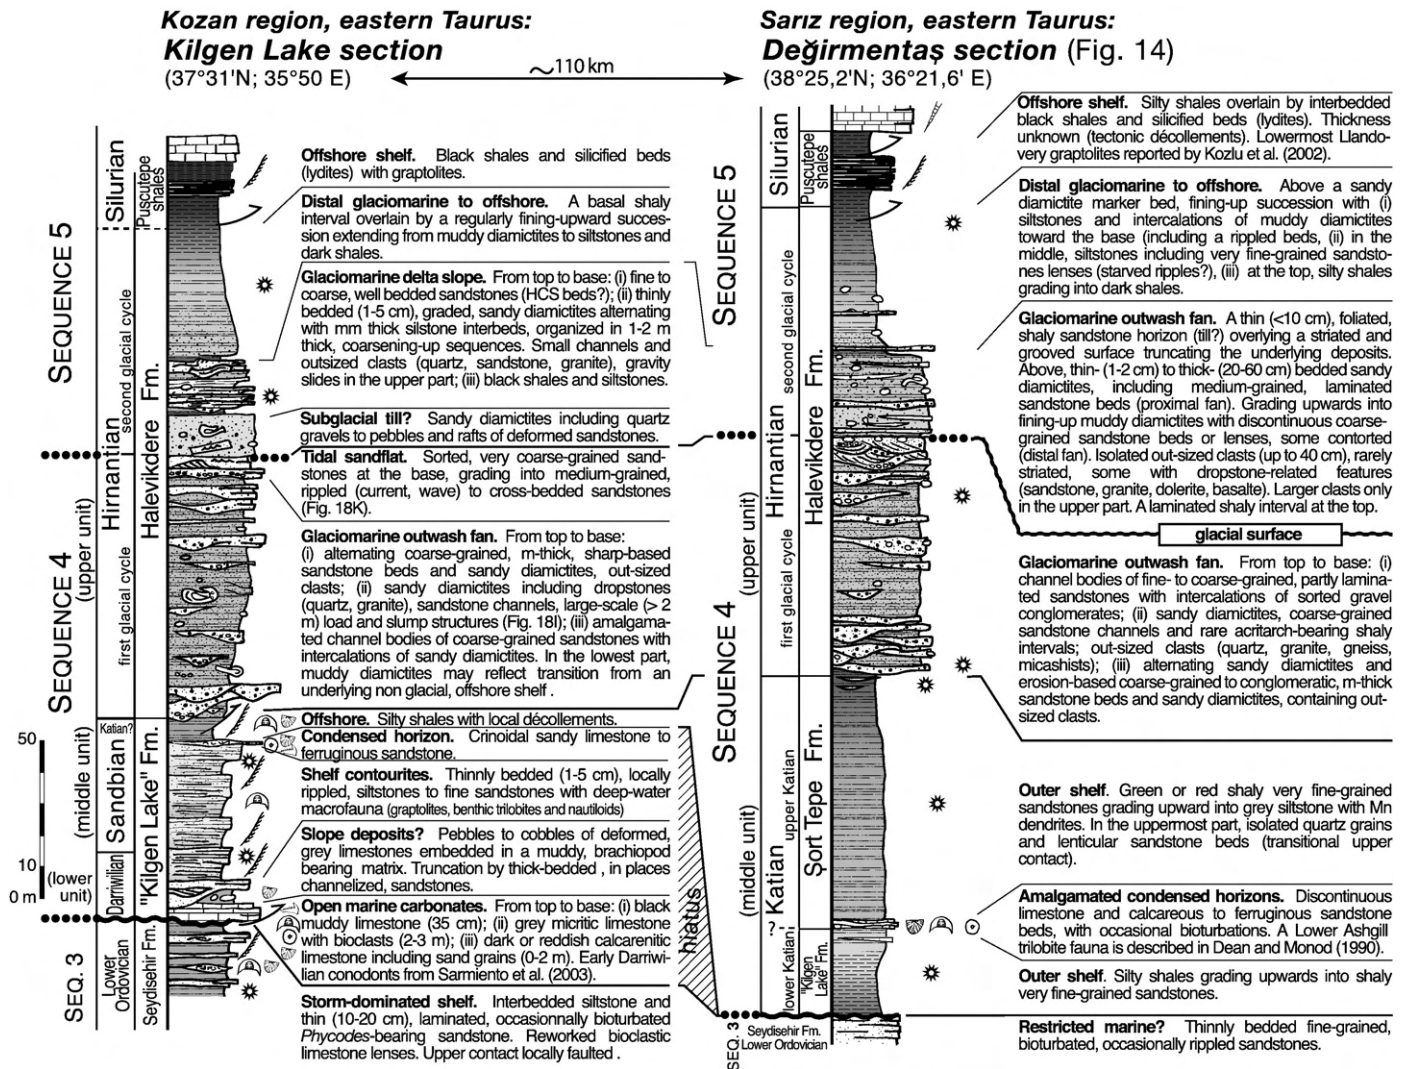 Kozan region, eastern Taurus:
Kilgen Lake section
(37°31'N; 35°50 E)
~110 km
Sarız region, eastern Taurus:
Değirmentaş section (Fig. 14)
(38°25,2'N; 36°21,6' E)
SEQUENCE 5
SEQUENCE 4
SEQ. 3
(upper unit)
(middle unit)
(lower
unit)
50
10
0 m
Silurian
Hirnantian
second glacial cycle
first glacial cycle
Katian?
Sandbian
Darriwilian
Lower
Ordovician
Puscutepe
shales
Halevikdere Fm.
"Kilgen Lake" Fm.
Seydisehir Fm.
Offshore shelf. Black shales and silicified beds
(lydites) with graptolites.
Distal glaciomarine to offshore. A basal shaly
interval overlain by a regularly fining-upward succes-
sion extending from muddy diamictites to siltstones and
dark shales.
Glaciomarine delta slope. From top to base: (i) fine to
coarse, well bedded sandstones (HCS beds?); (ii) thinly
bedded (1-5 cm), graded, sandy diamictites alternating
with mm thick silstone interbeds, organized in 1-2 m
thick, coarsening-up sequences. Small channels and
outsized clasts (quartz, sandstone, granite), gravity
slides in the upper part; (iii) black shales and siltstones.
Subglacial till? Sandy diamictites including quartz
gravels to pebbles and rafts of deformed sandstones.
Tidal sandflat. Sorted, very coarse-grained sand-
stones at the base, grading into medium-grained,
rippled (current, wave) to cross-bedded sandstones
(Fig. 18K).
Glaciomarine outwash fan. From top to base:
(i) alternating coarse-grained, m-thick, sharp-based
sandstone beds and sandy diamictites, out-sized
clasts; (ii) sandy diamictites including dropstones
(quartz, granite), sandstone channels, large-scale (> 2
m) load and slump structures (Fig. 18I); (iii) amalgama-
ted channel bodies of coarse-grained sandstones with
intercalations of sandy diamictites. In the lowest part,
muddy diamictites may reflect transition from an
underlying non glacial, offshore shelf .
Offshore. Silty shales with local décollements.
Condensed horizon. Crinoidal sandy limestone to
ferruginous sandstone.
Shelf contourites. Thinnly bedded (1-5 cm), locally
rippled, siltstones to fine sandstones with deep-water
macrofauna (graptolites, benthic trilobites and nautiloids)
Slope deposits? Pebbles to cobbles of deformed,
grey limestones embedded in a muddy, brachiopod
bearing matrix. Truncation by thick-bedded , in places
channelized, sandstones.
Open marine carbonates. From top to base: (i) black
muddy limestone (35 cm); (ii) grey micritic limestone
with bioclasts (2-3 m); (iii) dark or reddish calcarenitic
limestone including sand grains (0-2 m). Early Darriwi-
lian conodonts from Sarmiento et al. (2003).
Storm-dominated shelf. Interbedded siltstone and
thin (10-20 cm), laminated, occasionnally bioturbated
Phycodes-bearing sandstone. Reworked bioclastic
limestone lenses. Upper contact locally faulted .
hiatus
SEQUENCE 5
SEQUENCE 4
SEQ. 3
(upper unit)
(middle unit)
Silurian
Hirnantian
second glacial cycle
first glacial cycle
Katian
upper Katian
?
lower Katian
Puscutepe
shales
Halevikdere Fm.
Şort Tepe Fm.
"Kilgen
Lake" Fm.
Seydisehir Fm.
Lower Ordovician
Offshore shelf. Silty shales overlain by interbedded
black shales and silicified beds (lydites). Thickness
unknown (tectonic décollements). Lowermost Llando-
very graptolites reported by Kozlu et al. (2002).
Distal glaciomarine to offshore. Above a sandy
diamictite marker bed, fining-up succession with (i)
siltstones and intercalations of muddy diamictites
toward the base (including a rippled beds, (ii) in the
middle, siltstones including very fine-grained sandsto-
nes lenses (starved ripples?), (iii) at the top, silty shales
grading into dark shales.
Glaciomarine outwash fan. A thin (<10 cm), foliated,
shaly sandstone horizon (till?) overlying a striated and
grooved surface truncating the underlying deposits.
Above, thin- (1-2 cm) to thick- (20-60 cm) bedded sandy
diamictites, including medium-grained, laminated
sandstone beds (proximal fan). Grading upwards into
fining-up muddy diamictites with discontinuous coarse-
grained sandstone beds or lenses, some contorted
(distal fan). Isolated out-sized clasts (up to 40 cm), rarely
striated, some with dropstone-related features
(sandstone, granite, dolerite, basalte). Larger clasts only
in the upper part. A laminated shaly interval at the top.
glacial surface
Glaciomarine outwash fan. From top to base: (i)
channel bodies of fine- to coarse-grained, partly lamina-
ted sandstones with intercalations of sorted gravel
conglomerates; (ii) sandy diamictites, coarse-grained
sandstone channels and rare acritarch-bearing shaly
intervals; out-sized clasts (quartz, granite, gneiss,
micashists); (iii) alternating sandy diamictites and
erosion-based coarse-grained to conglomeratic, m-thick
sandstone beds and sandy diamictites, containing out-
sized clasts.
Outer shelf. Green or red shaly very fine-grained
sandstones grading upward into grey siltstone with Mn
dendrites. In the uppermost part, isolated quartz grains
and lenticular sandstone beds (transitional upper
contact).
Amalgamated condensed horizons. Discontinuous
limestone and calcareous to ferruginous sandstone
beds, with occasional bioturbations. A Lower Ashgill
trilobite fauna is described in Dean and Monod (1990).
Outer shelf. Silty shales grading upwards into shaly
very fine-grained sandstones.
Restricted marine? Thinnly bedded fine-grained,
bioturbated, occasionally rippled sandstones.